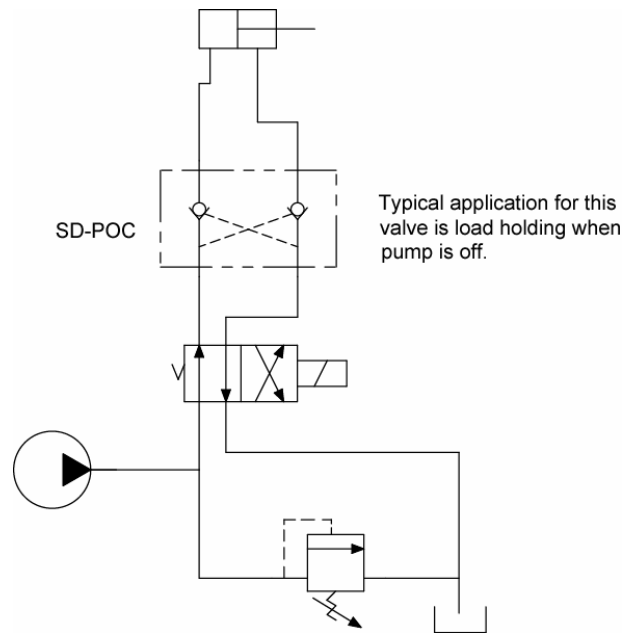 SD-POC
Typical application for this
valve is load holding when
pump is off.